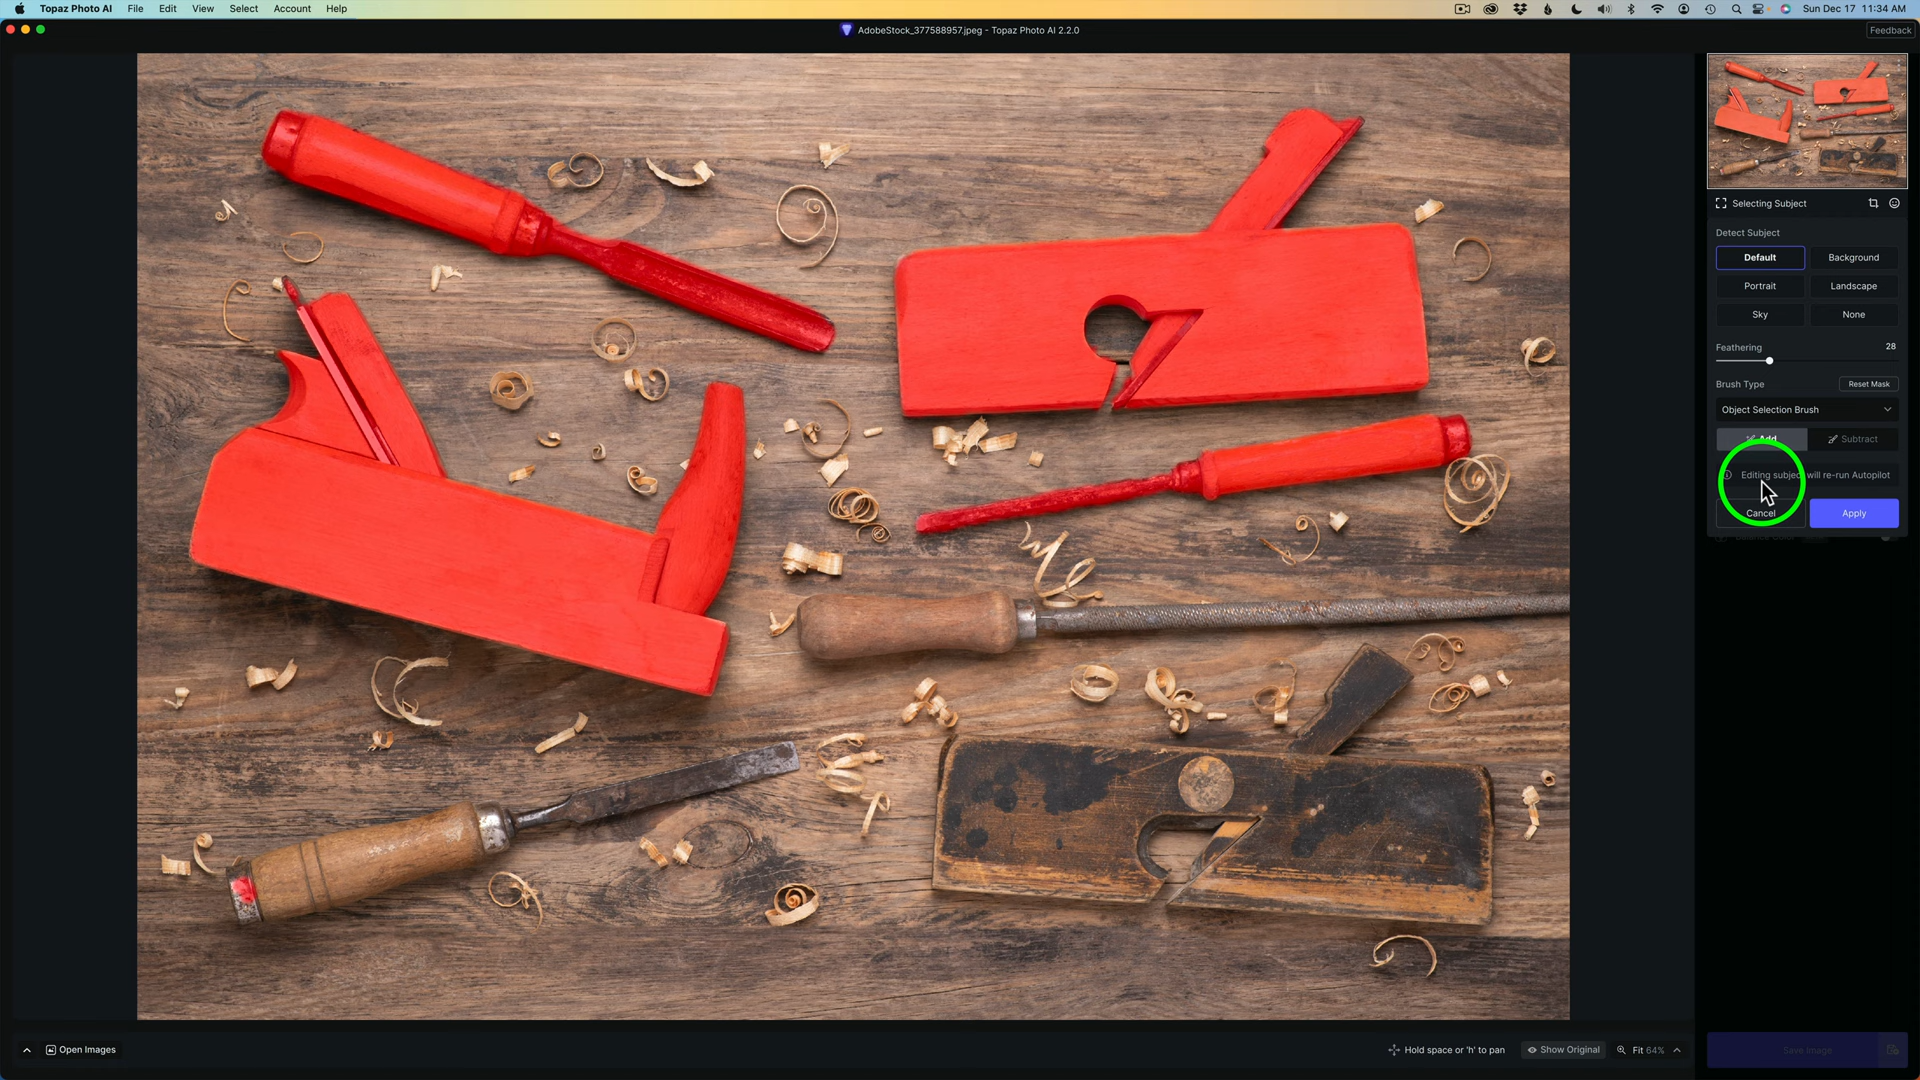 Topaz Photo AI File Edit View Select Account Help Sun Dec 17 11:34 AM
AdobeStock_377588957.jpeg - Topaz Photo AI 2.2.0
Feedback
Selecting Subject
Detect Subject
Default Background
Portrait Landscape
Sky None
Feathering 28
Brush Type Reset Mask
Object Selection Brush
Add Subtract
Editing subject will re-run Autopilot
Cancel Apply
Open Images Hold space or 'h' to pan Show Original Fit 64% Save Image